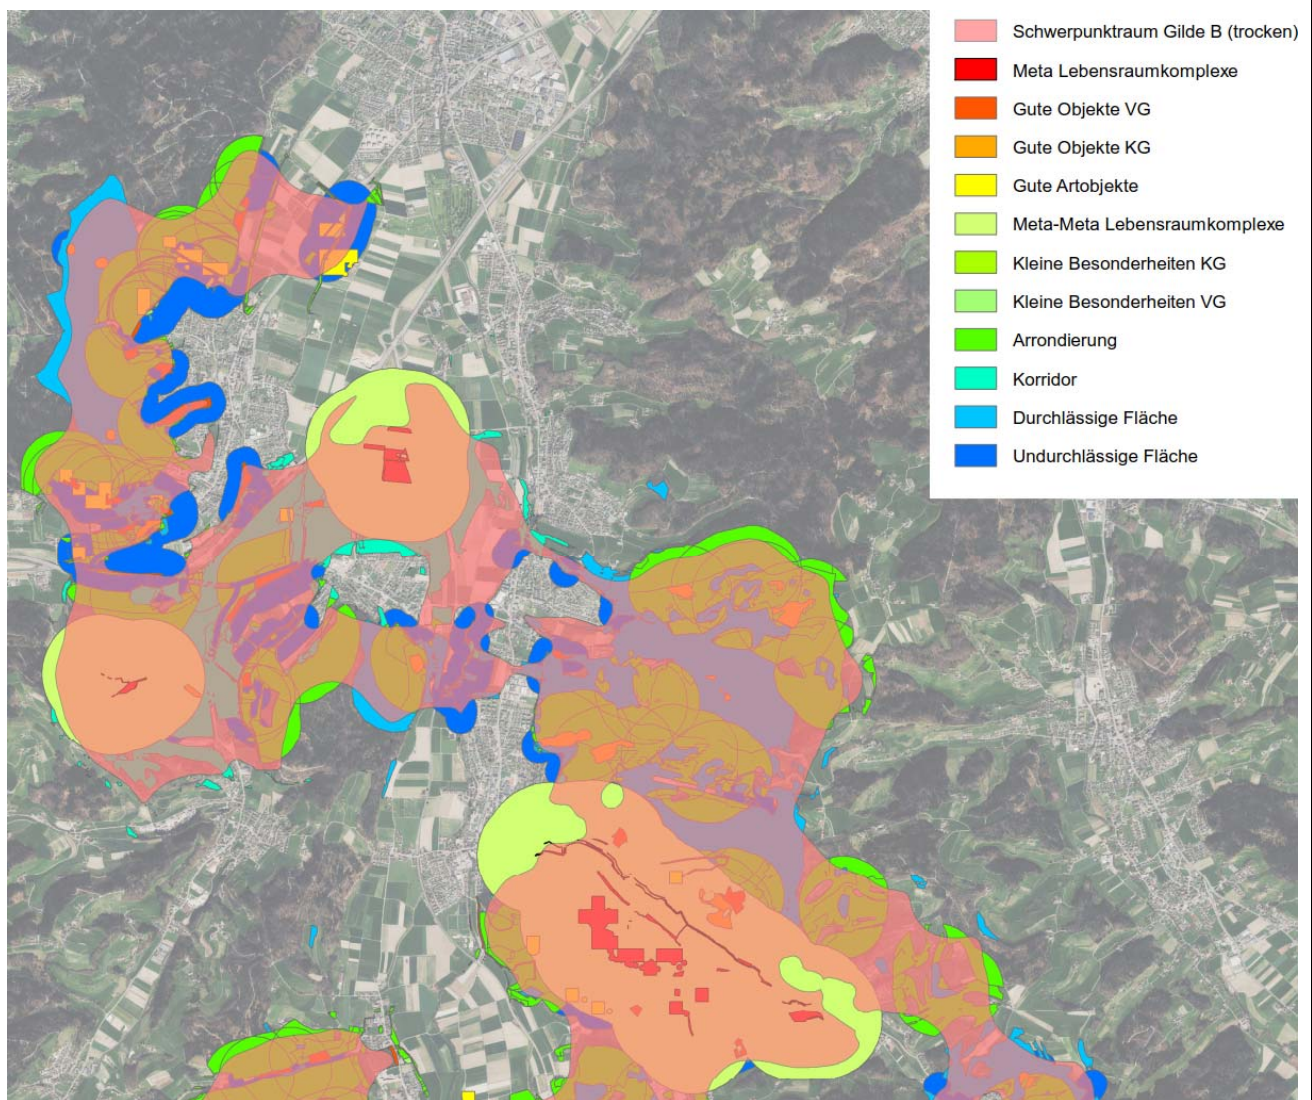 Schwerpunktraum Gilde B (trocken)
Meta Lebensraumkomplexe
Gute Objekte VG
Gute Objekte KG
Gute Artobjekte
Meta-Meta Lebensraumkomplexe
Kleine Besonderheiten KG
Kleine Besonderheiten VG
Arrondierung
Korridor
Durchlässige Fläche
Undurchlässige Fläche